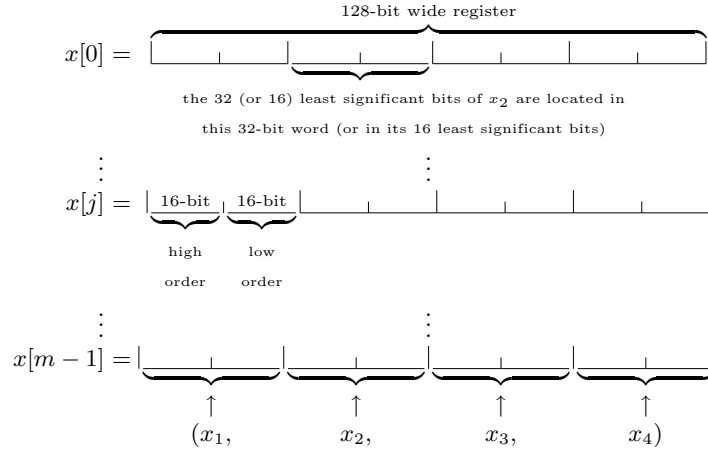 128-bit wide register
x[0] =
the 32 (or 16) least significant bits of x₂ are located in
this 32-bit word (or in its 16 least significant bits)
⋮ ⋮
x[j] = 16-bit 16-bit
high low
order order
⋮ ⋮
x[m − 1] =
↑ ↑ ↑ ↑
(x₁, x₂, x₃, x₄)